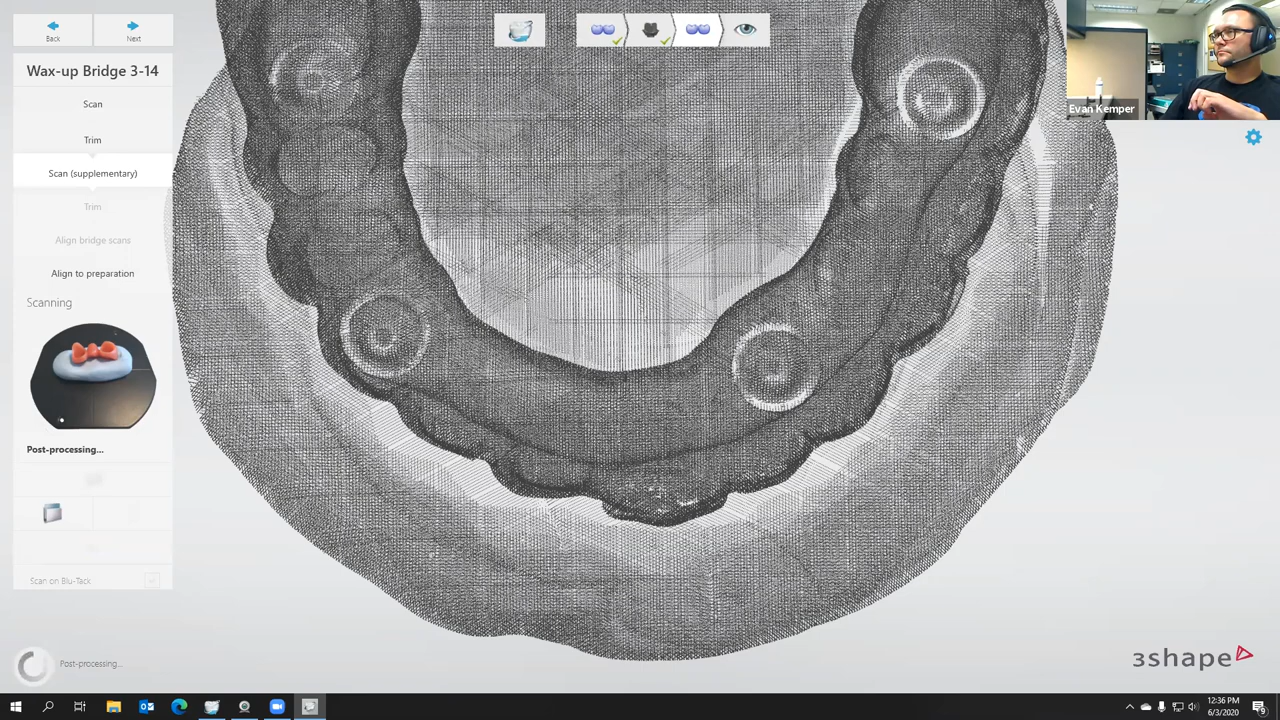 Back
Next
Wax-up Bridge 3-14
Scan
Trim
Scan (supplementary)
Trim
Align bridge scans
Align to preparation
Scanning
Post-processing...
Scan on Blu-Tack
Post-processing...
Evan Kemper
3shape
12:36 PM
6/3/2020
9